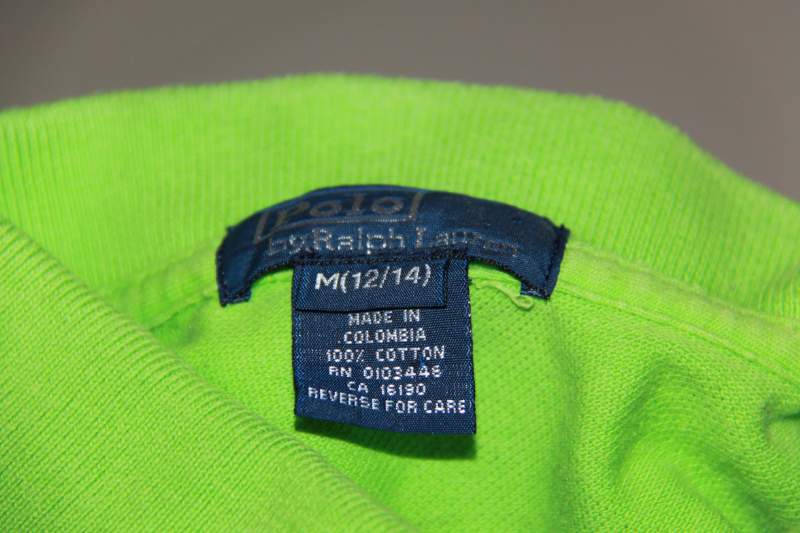 Polo
by Ralph Lauren
M(12/14)
MADE IN
COLOMBIA
100% COTTON
RN 0103448
CA 16190
REVERSE FOR CARE